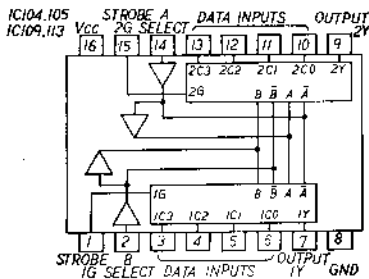 IC104.105
IC109.113
STROBE A
DATA INPUTS
OUTPUT
Vcc
2G SELECT
2Y
16 15 14 13 12 11 10 9
2C3 2C2 2C1 2C0 2Y
2G
B B̅ A A̅
B B̅ A A̅
1G
1C3 1C2 1C1 1C0 1Y
1 2 3 4 5 6 7 8
STROBE B
OUTPUT
GND
1G SELECT
DATA INPUTS
1Y